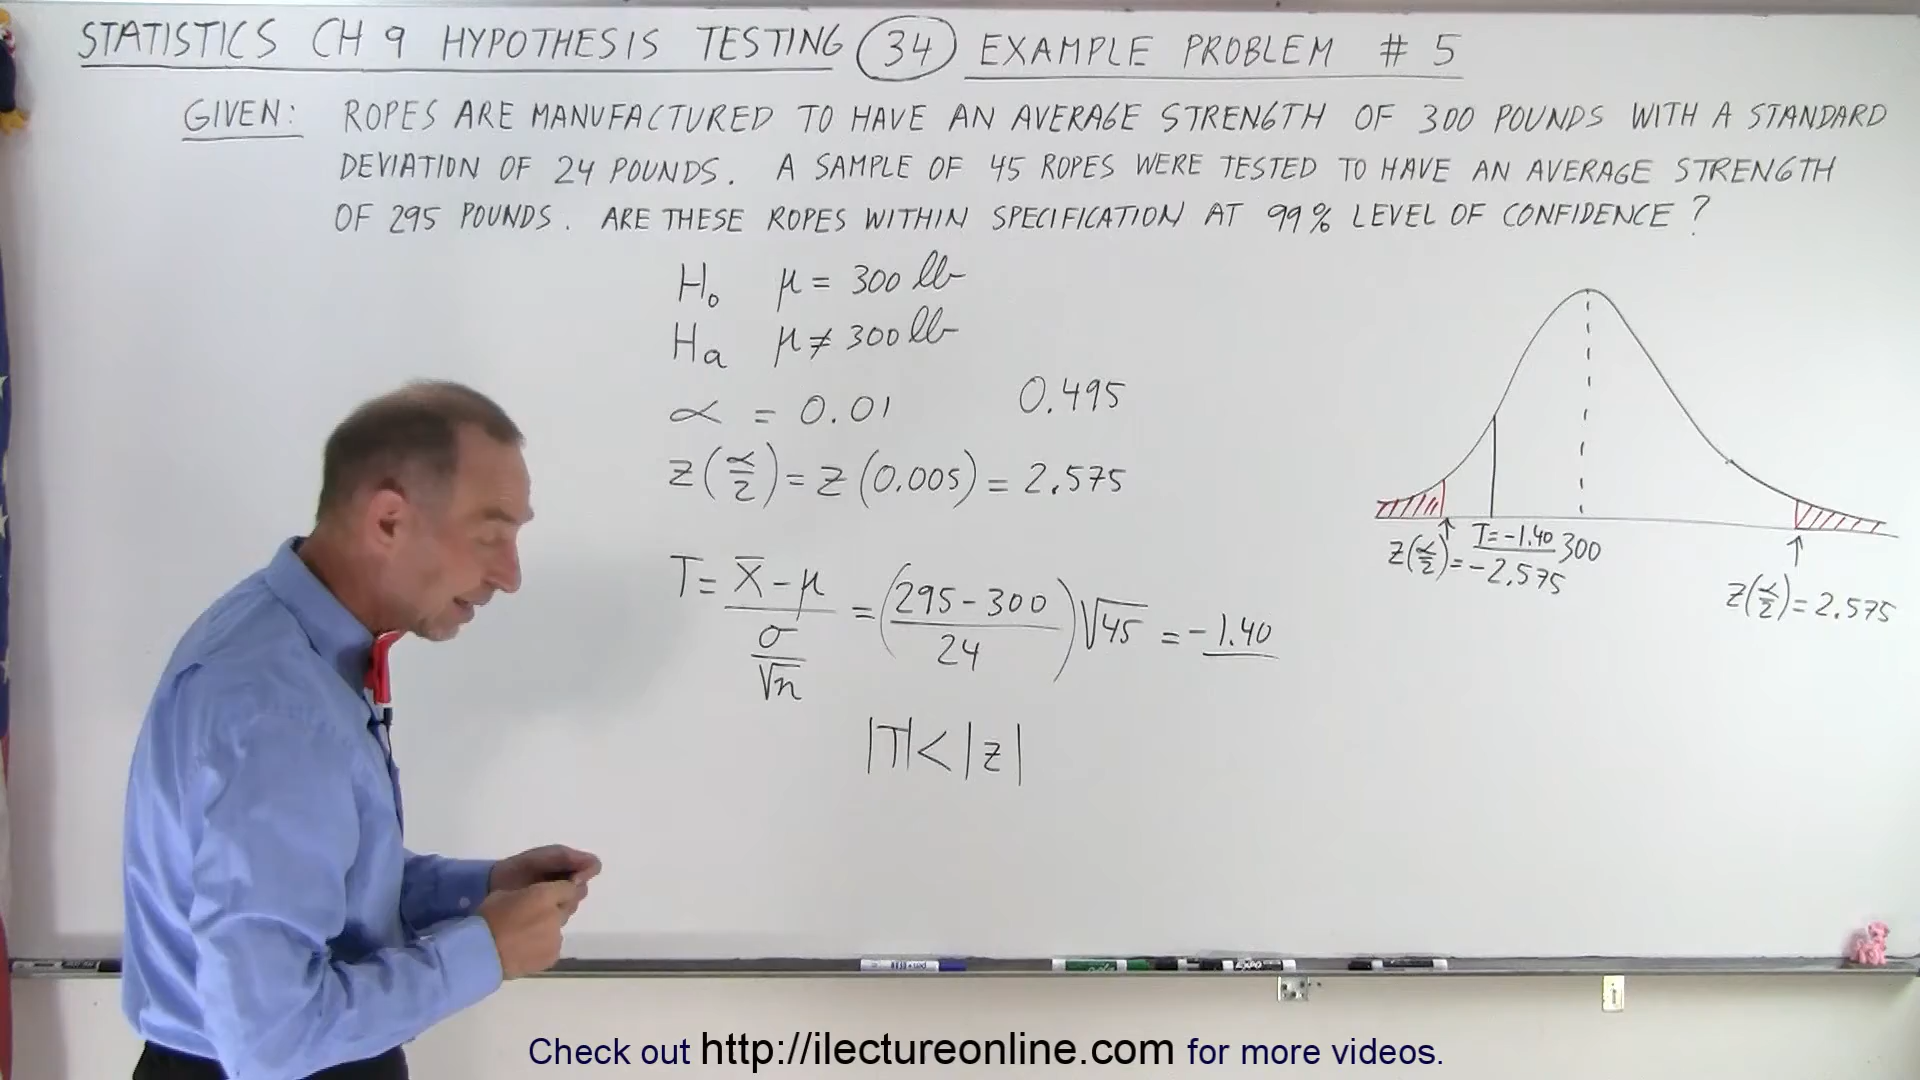 STATISTICS CH 9 HYPOTHESIS TESTING 34 EXAMPLE PROBLEM # 5
GIVEN: ROPES ARE MANUFACTURED TO HAVE AN AVERAGE STRENGTH OF 300 POUNDS WITH A STANDARD
DEVIATION OF 24 POUNDS. A SAMPLE OF 45 ROPES WERE TESTED TO HAVE AN AVERAGE STRENGTH
OF 295 POUNDS. ARE THESE ROPES WITHIN SPECIFICATION AT 99% LEVEL OF CONFIDENCE?
H₀ μ = 300 lb
Hₐ μ ≠ 300 lb
α = 0.01 0.495
z(α/2) = z(0.005) = 2.575
T = (x̄ - μ)/(σ/√n) = ((295 - 300)/24)√45 = -1.40
|T| < |z|
T = -1.40 300
z(α/2) = -2.575
z(α/2) = 2.575
EXPO
Check out http://ilectureonline.com for more videos.